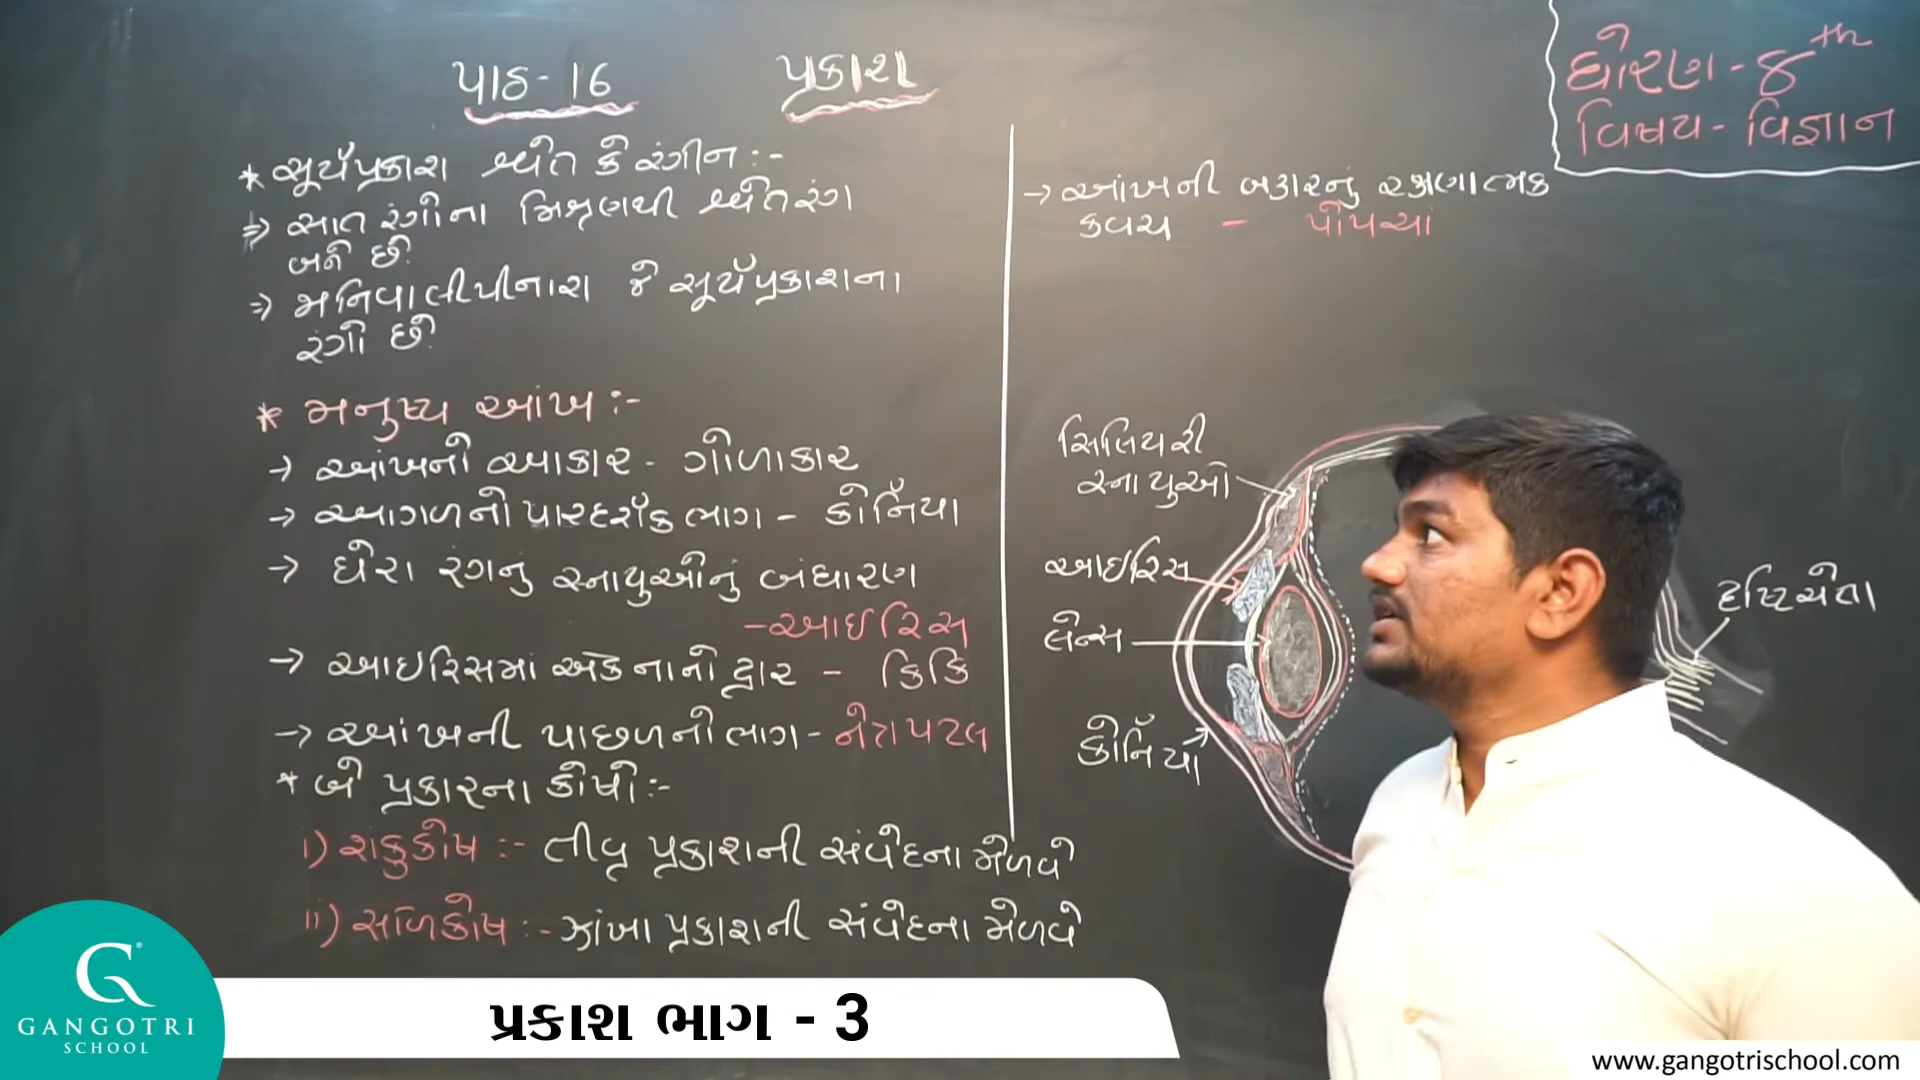 પાઠ - 16 પ્રકાશ
ધોરણ - 8th
વિષય - વિજ્ઞાન
* સૂર્યપ્રકાશ શ્વેત કે રંગીન :-
⇒ સાત રંગોના મિશ્રણથી શ્વેતરંગ
બને છે.
⇒ જાનિવાલીપીનારા જે સૂર્યપ્રકાશના
રંગો છે.
* મનુષ્ય આંખ :-
→ આંખનો આકાર - ગોળાકાર
→ આગળનો પારદર્શક ભાગ - કોર્નિયા
→ ઘેરા રંગનું સ્નાયુઓનું બંધારણ
- આઇરિસ
→ આઇરિસમાં એક નાનો દ્વાર - કિકિ
→ આંખની પાછળનો ભાગ - નેત્રપટલ
* બે પ્રકારના કોષો :-
i) શંકુકોષ :- તીવ્ર પ્રકાશની સંવેદના મેળવે
ii) સળિકોષ :- ઝાંખા પ્રકાશની સંવેદના મેળવે
→ આંખની બહારનું રક્ષણાત્મક
કવચ - પોપચાં
સિલિયરી
સ્નાયુઓ
આઇરિસ
લેન્સ
કોર્નિયા
દ્રષ્ટિચેતા
GANGOTRI
SCHOOL
પ્રકાશ ભાગ - 3
www.gangotrischool.com